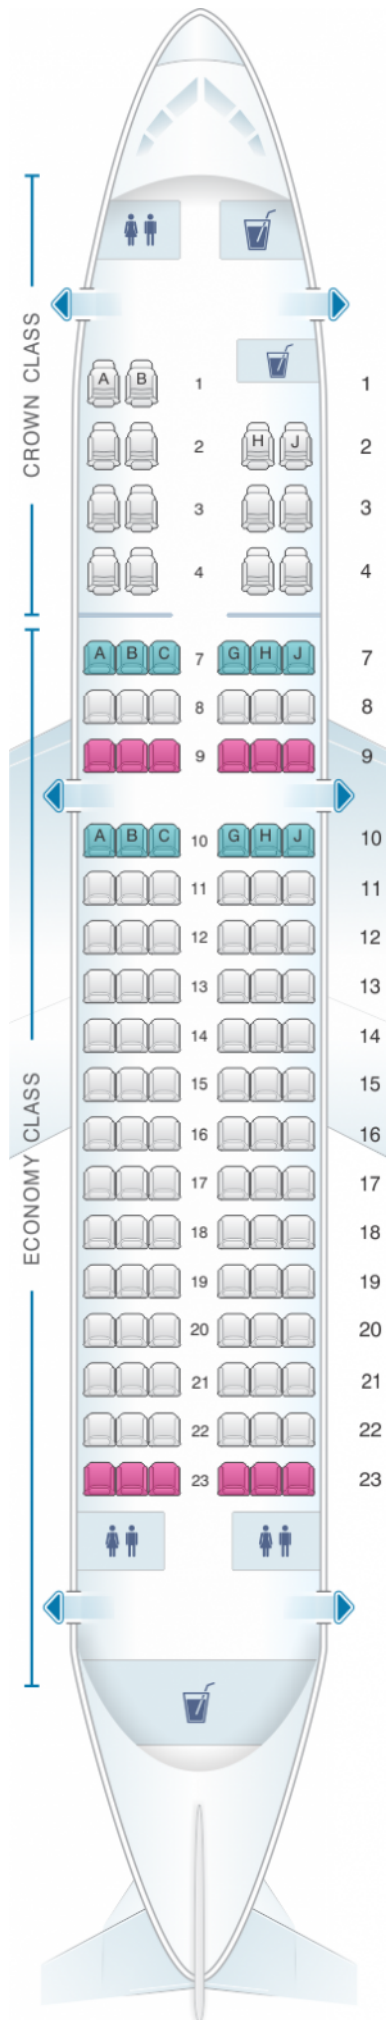 CROWN CLASS
A B 1 1
2 H J 2
3 3
4 4
A B C 7 G H J 7
8 8
9 9
A B C 10 G H J 10
11 11
12 12
13 13
14 14
15 15
16 16
17 17
18 18
19 19
20 20
21 21
22 22
23 23
ECONOMY CLASS